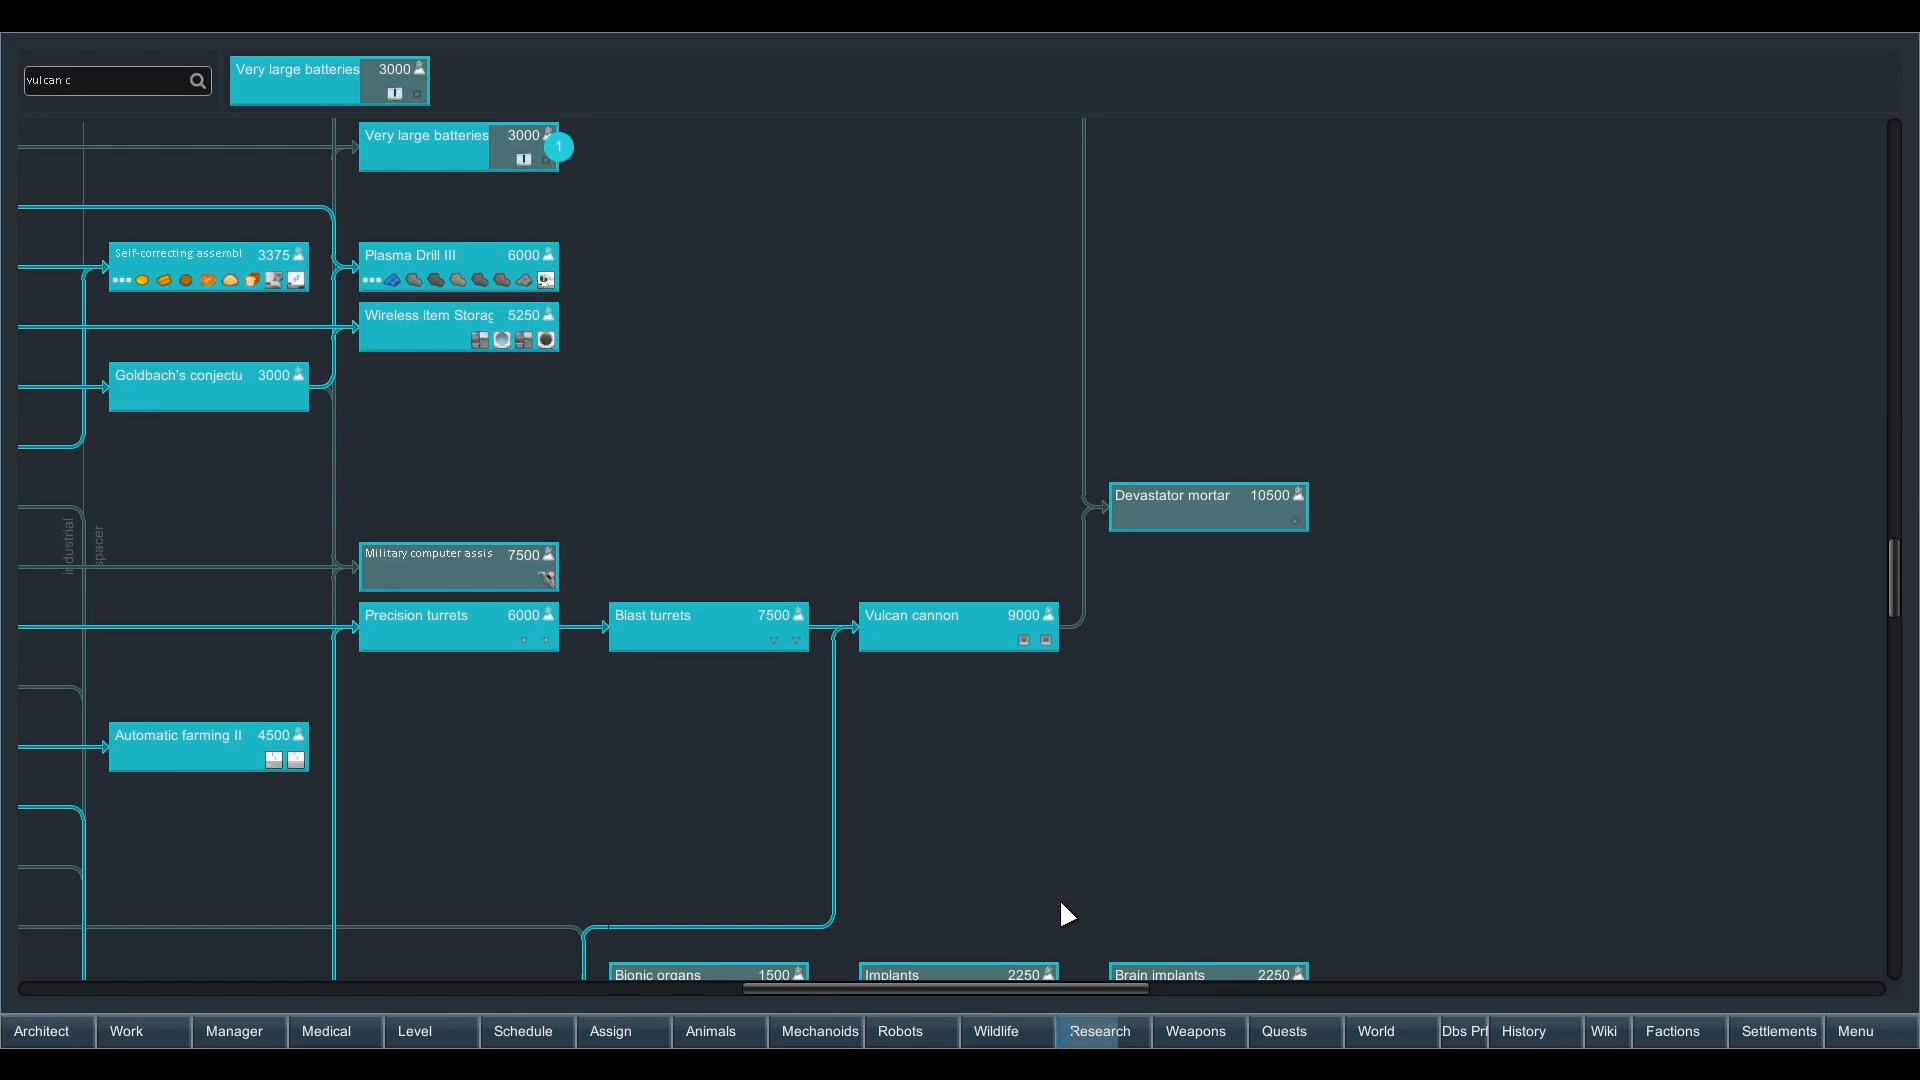 vulcan c
Very large batteries 3000
Very large batteries 3000
1
Self-correcting assembl 3375
Plasma Drill III 6000
Wireless item Storag 5250
Goldbach's conjectu 3000
Devastator mortar 10500
industrial
spacer
Military computer assis 7500
Precision turrets 6000
Blast turrets 7500
Vulcan cannon 9000
Automatic farming II 4500
Bionic organs 1500
Implants 2250
Brain implants 2250
Architect Work Manager Medical Level Schedule Assign Animals Mechanoids Robots Wildlife Research Weapons Quests World Dbs Prf History Wiki Factions Settlements Menu